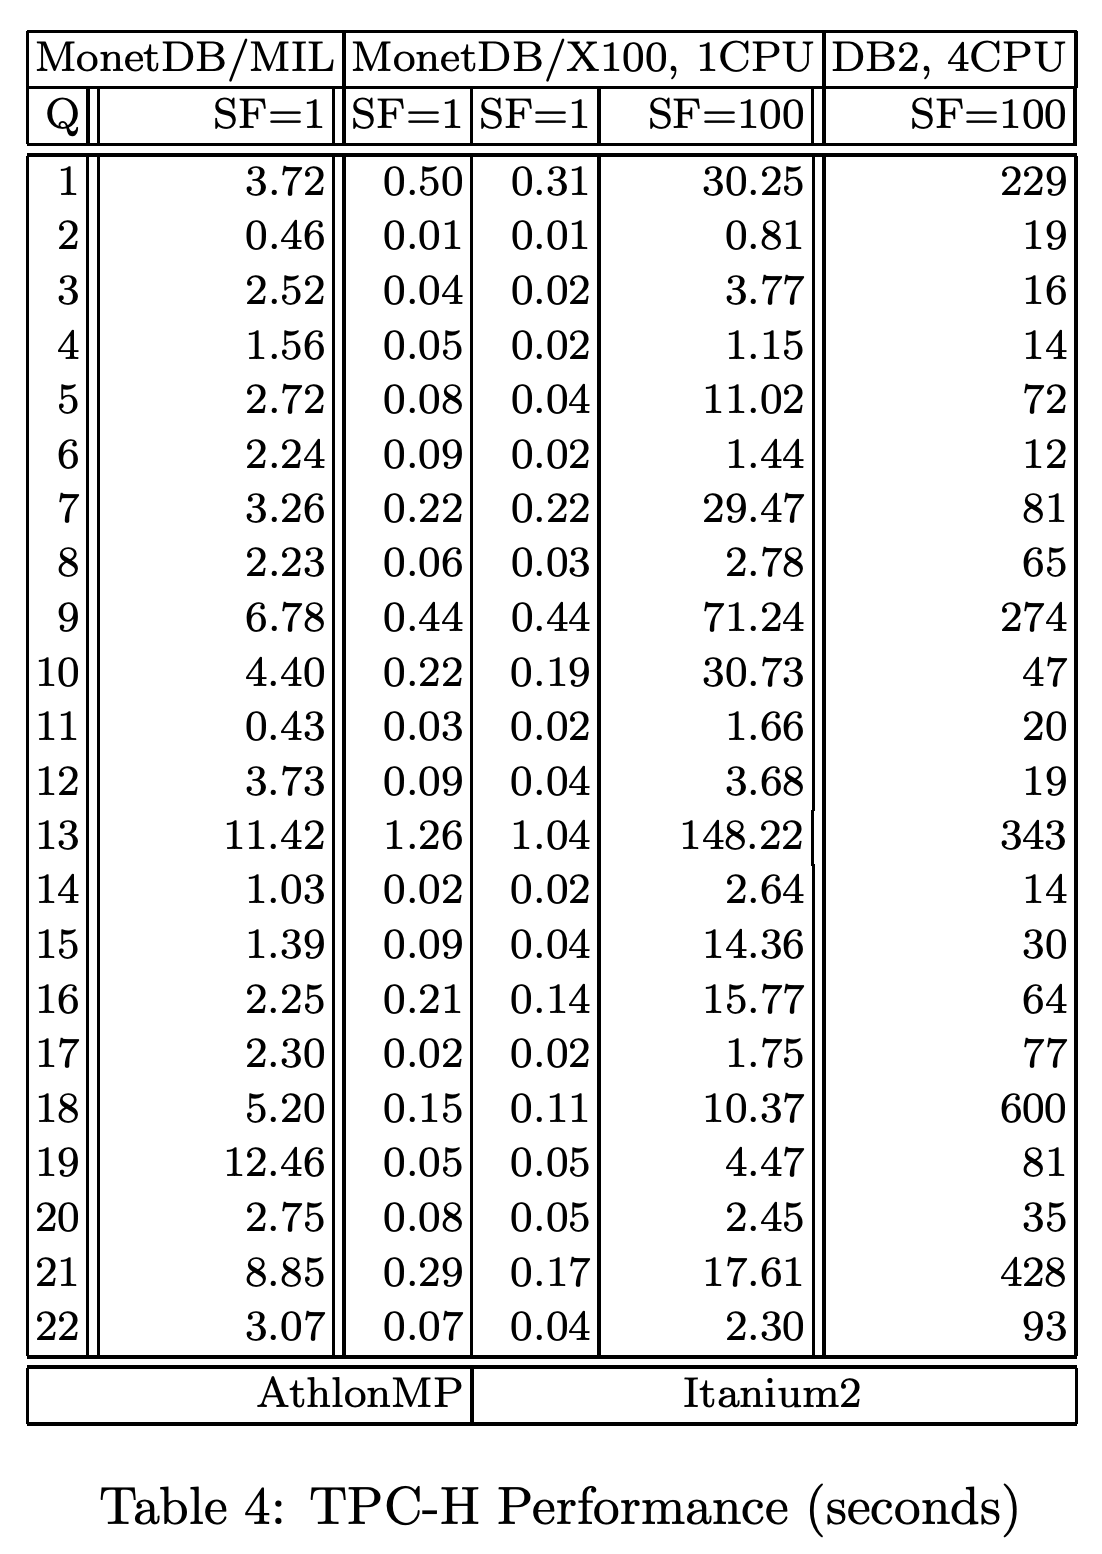 MonetDB/MIL MonetDB/X100, 1CPU DB2, 4CPU
Q SF=1 SF=1 SF=1 SF=100 SF=100
1 3.72 0.50 0.31 30.25 229
2 0.46 0.01 0.01 0.81 19
3 2.52 0.04 0.02 3.77 16
4 1.56 0.05 0.02 1.15 14
5 2.72 0.08 0.04 11.02 72
6 2.24 0.09 0.02 1.44 12
7 3.26 0.22 0.22 29.47 81
8 2.23 0.06 0.03 2.78 65
9 6.78 0.44 0.44 71.24 274
10 4.40 0.22 0.19 30.73 47
11 0.43 0.03 0.02 1.66 20
12 3.73 0.09 0.04 3.68 19
13 11.42 1.26 1.04 148.22 343
14 1.03 0.02 0.02 2.64 14
15 1.39 0.09 0.04 14.36 30
16 2.25 0.21 0.14 15.77 64
17 2.30 0.02 0.02 1.75 77
18 5.20 0.15 0.11 10.37 600
19 12.46 0.05 0.05 4.47 81
20 2.75 0.08 0.05 2.45 35
21 8.85 0.29 0.17 17.61 428
22 3.07 0.07 0.04 2.30 93
AthlonMP Itanium2
Table 4: TPC-H Performance (seconds)